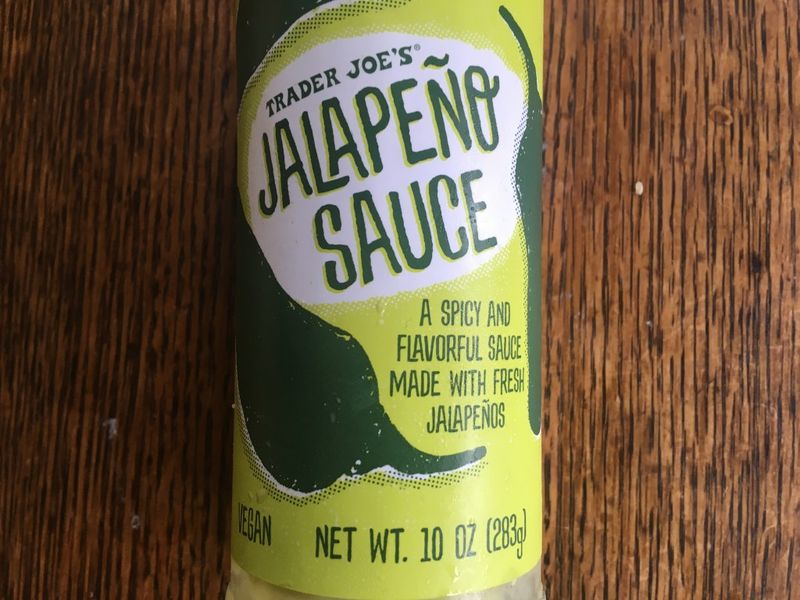 TRADER JOE'S®
JALAPEÑO
SAUCE
A SPICY AND
FLAVORFUL SAUCE
MADE WITH FRESH
JALAPEÑOS
VEGAN
NET WT. 10 OZ (283g)